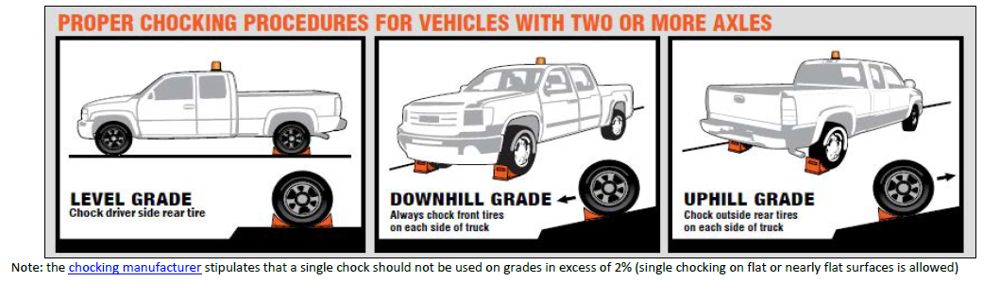 PROPER CHOCKING PROCEDURES FOR VEHICLES WITH TWO OR MORE AXLES
LEVEL GRADE
Chock driver side rear tire
DOWNHILL GRADE
Always chock front tires
on each side of truck
UPHILL GRADE
Chock outside rear tires
on each side of truck
Note: the chocking manufacturer stipulates that a single chock should not be used on grades in excess of 2% (single chocking on flat or nearly flat surfaces is allowed)